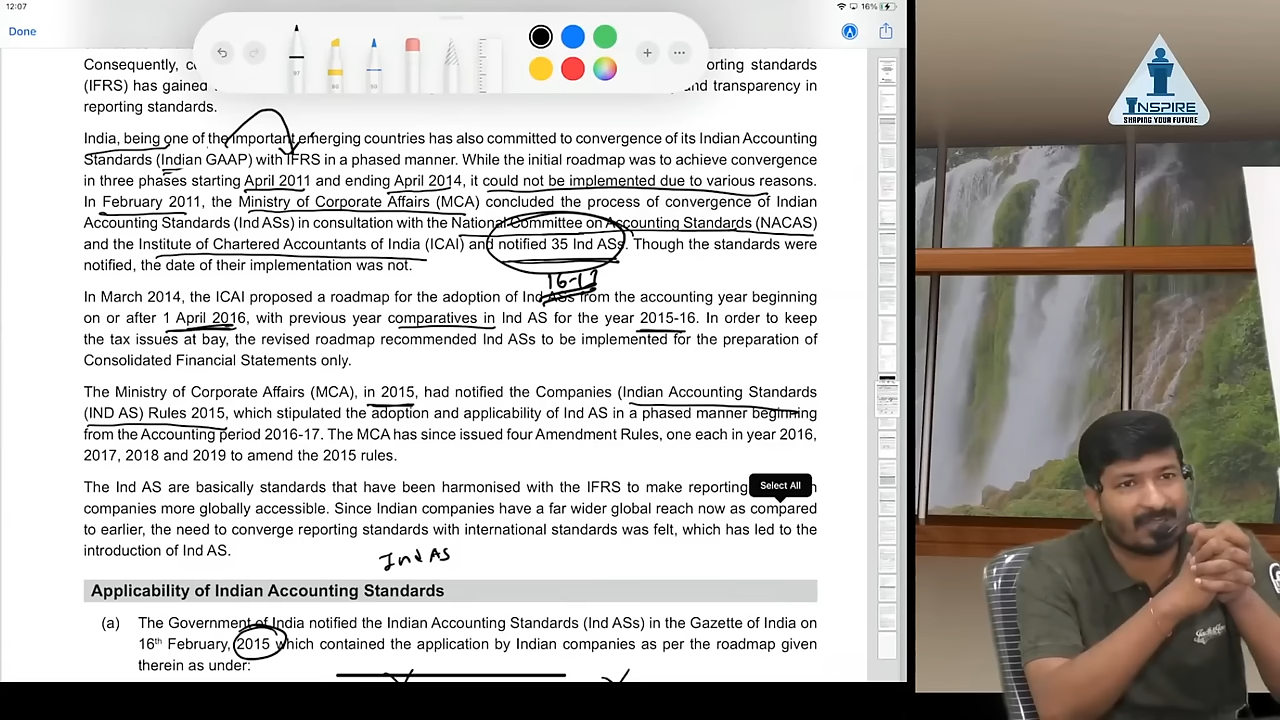 12:07
16%
Done
INSPIRE
SHAPING YOUR FUTURE
Consequently, orting standards
(IFRS) has gained and transparency in
reporting standards.
India, being of the important emerging countries has also committed to convergence of its Indian Accounting
Standards (Indian GAAP) with IFRS in a phased manner. While the initial roadmap was to achieve convergence
in three phases starting April 2011 and ending April 2014, it could not be implemented due to various reasons.
In February 2011, the Ministry of Corporate Affairs (MCA) concluded the process of convergence of Indian
Accounting Standards (Ind AS) in consultation with the National Committee on Accounting Standards (NACAS)
and the Institute of Chartered Accountants of India (ICAI) and notified 35 Ind AS. Though the standards were
notified, the date of their implementation was not.
16-17
In March 2014, the ICAI proposed a roadmap for the adoption of Ind ASs from the accounting year beginning
on or after 1 April 2016, with previous year comparatives in Ind AS for the year 2015-16. In order to keep
the tax issues at bay, the revised roadmap recommended Ind ASs to be implemented for the preparation of
Consolidated Financial Statements only.
The Ministry of Corporate Affairs (MCA) in 2015, had notified the Companies (Indian Accounting Standards
(IND AS) Rules 2015, which stipulated the adoption and applicability of Ind AS in a phased manner beginning
from the Accounting period 2016-17. The MCA has since issued four Amendment Rules, one each in year 2016,
2017, 2018 and 2019 to amend the 2015 rules.
Select All
The Ind AS are basically standards that have been harmonised with the IFRS to make reporting
companies more globally accessible. Since Indian companies have a far wider global reach now as compared
to earlier, the need to converge reporting standards with international standards was felt, which has led to the
introduction of Ind AS.
Ind AS
Applicability of Indian Accounting Standards
(a) The Government of India notified the Indian Accounting Standards (Ind ASs) in the Gazette of India on
16th February, 2015 which contained the application by Indian companies as per the roadmap given
therein as under: